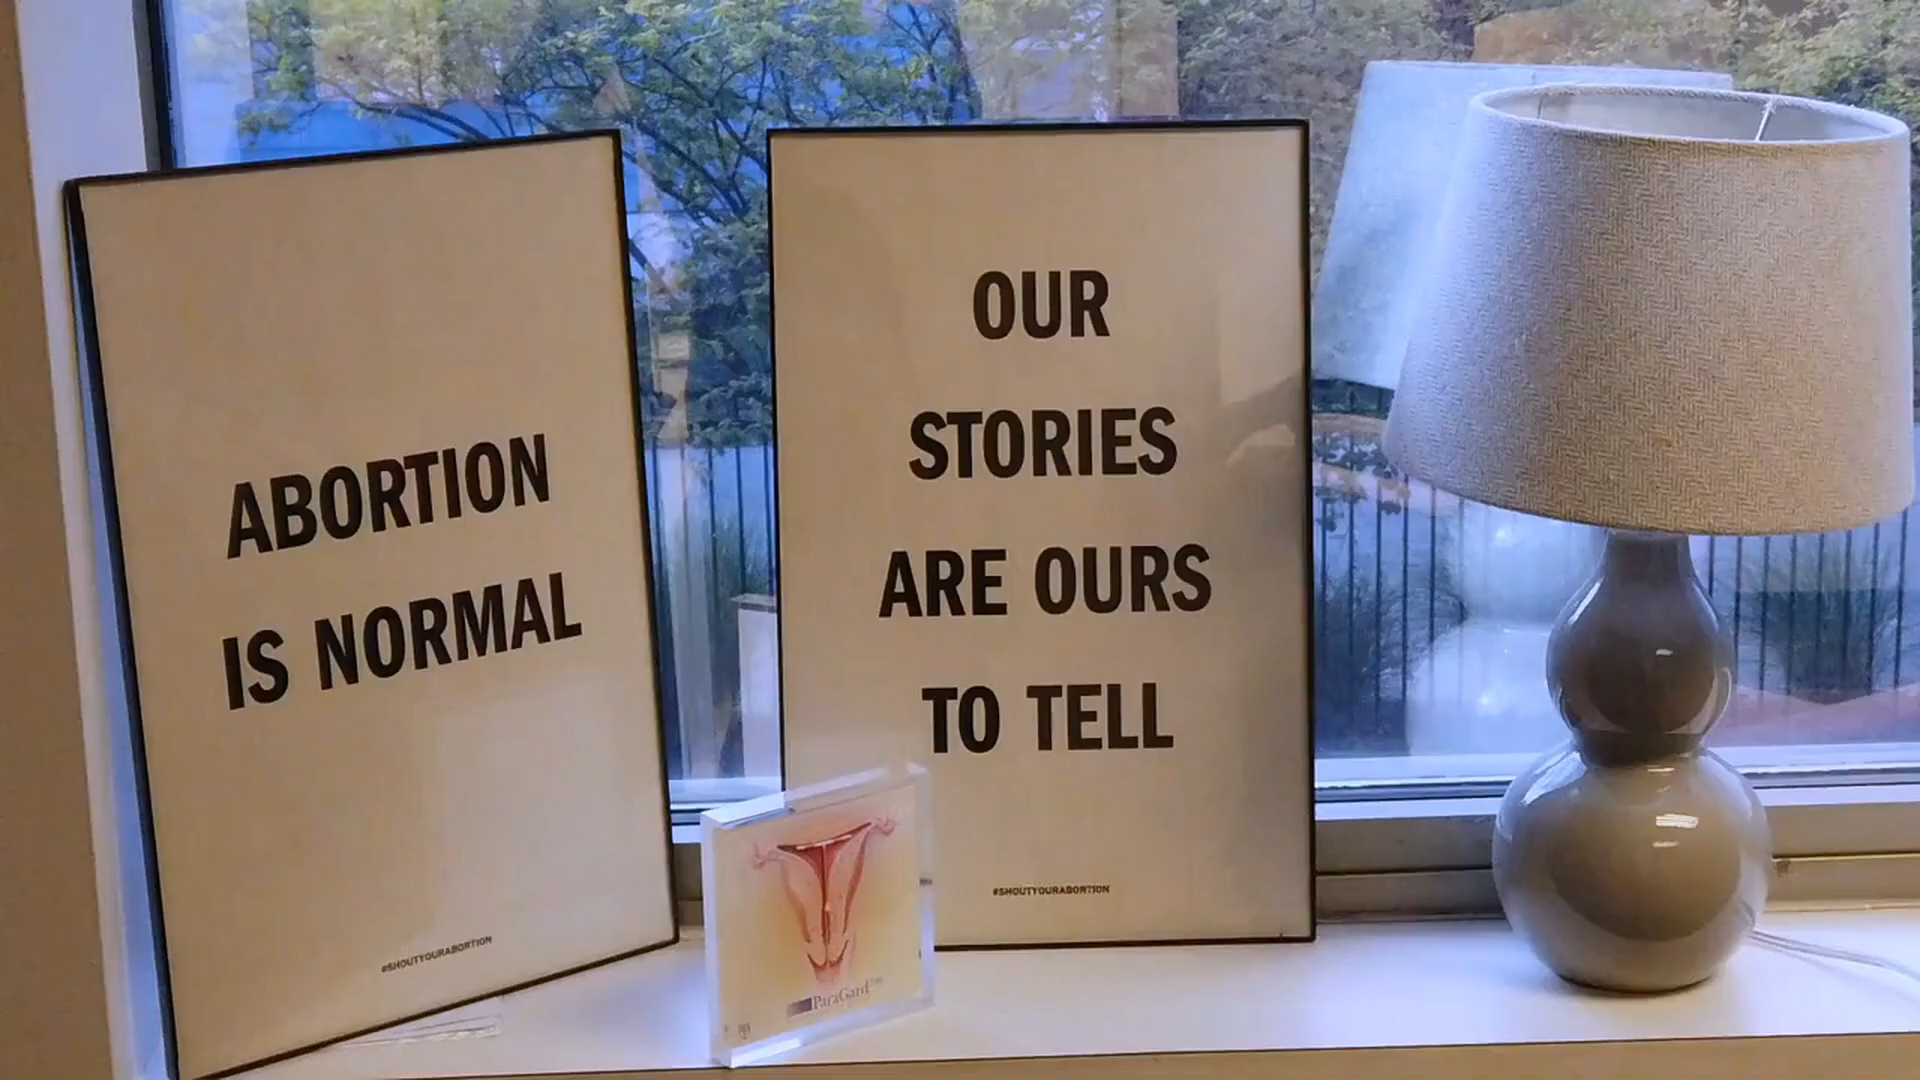 ABORTION
IS NORMAL
#SHOUTYOURABORTION
OUR
STORIES
ARE OURS
TO TELL
#SHOUTYOURABORTION
ParaGard